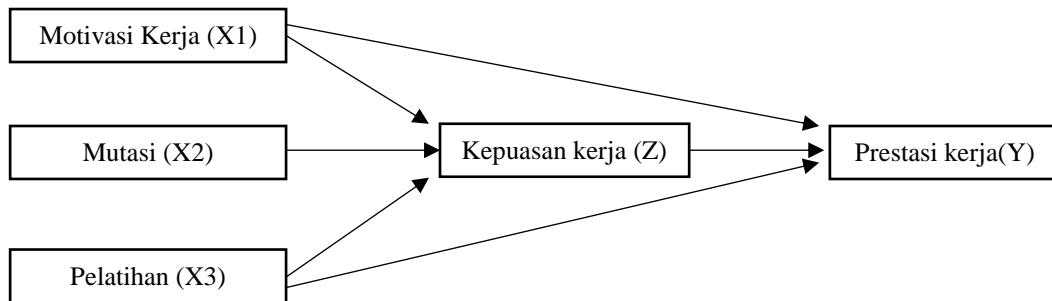 Motivasi Kerja (X1)
Mutasi (X2)
Kepuasan kerja (Z)
Prestasi kerja(Y)
Pelatihan (X3)